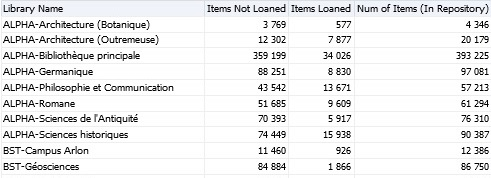 Library Name Items Not Loaned Items Loaned Num of Items (In Repository)
ALPHA-Architecture (Botanique) 3 769 577 4 346
ALPHA-Architecture (Outremeuse) 12 302 7 877 20 179
ALPHA-Bibliothèque principale 359 199 34 026 393 225
ALPHA-Germanique 88 251 8 830 97 081
ALPHA-Philosophie et Communication 43 542 13 671 57 213
ALPHA-Romane 51 685 9 609 61 294
ALPHA-Sciences de l'Antiquité 70 393 5 917 76 310
ALPHA-Sciences historiques 74 449 15 938 90 387
BST-Campus Arlon 11 460 926 12 386
BST-Géosciences 84 884 1 866 86 750